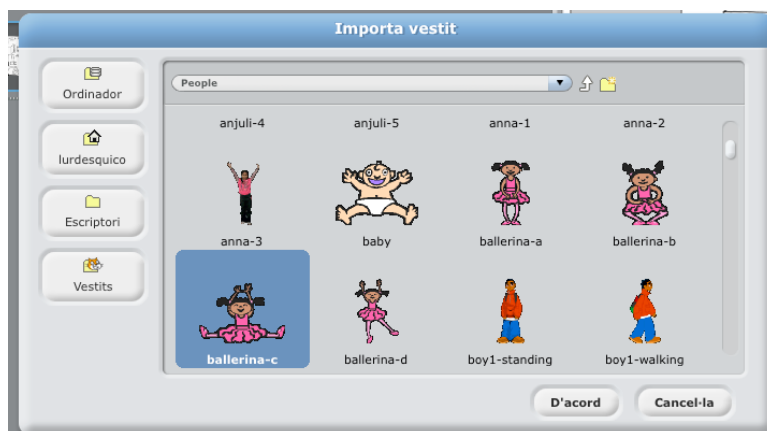 Importa vestit
Ordinador
lurdesquico
Escriptori
Vestits
People
anjuli-4 anjuli-5 anna-1 anna-2
anna-3 baby ballerina-a ballerina-b
ballerina-c ballerina-d boy1-standing boy1-walking
D'acord Cancel·la